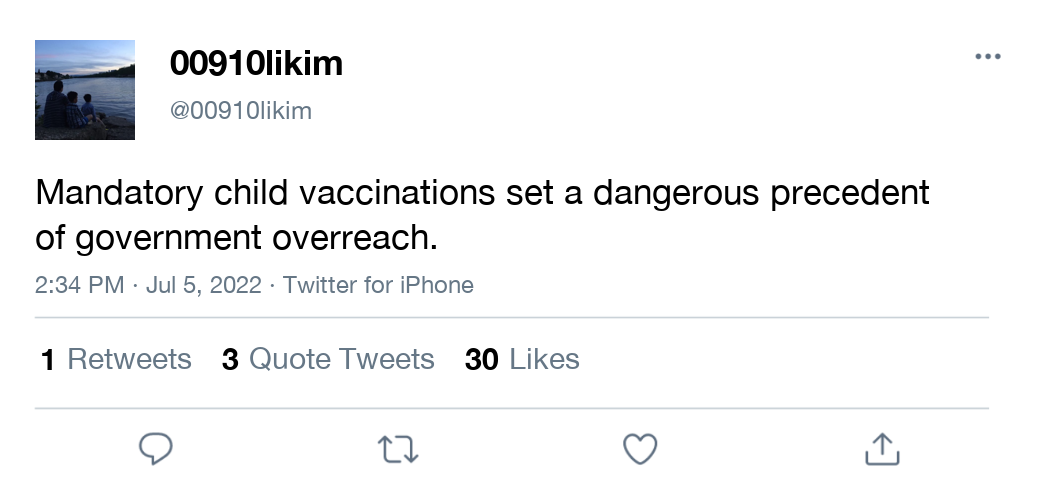 00910likim
@00910likim
Mandatory child vaccinations set a dangerous precedent
of government overreach.
2:34 PM · Jul 5, 2022 · Twitter for iPhone
1 Retweets 3 Quote Tweets 30 Likes